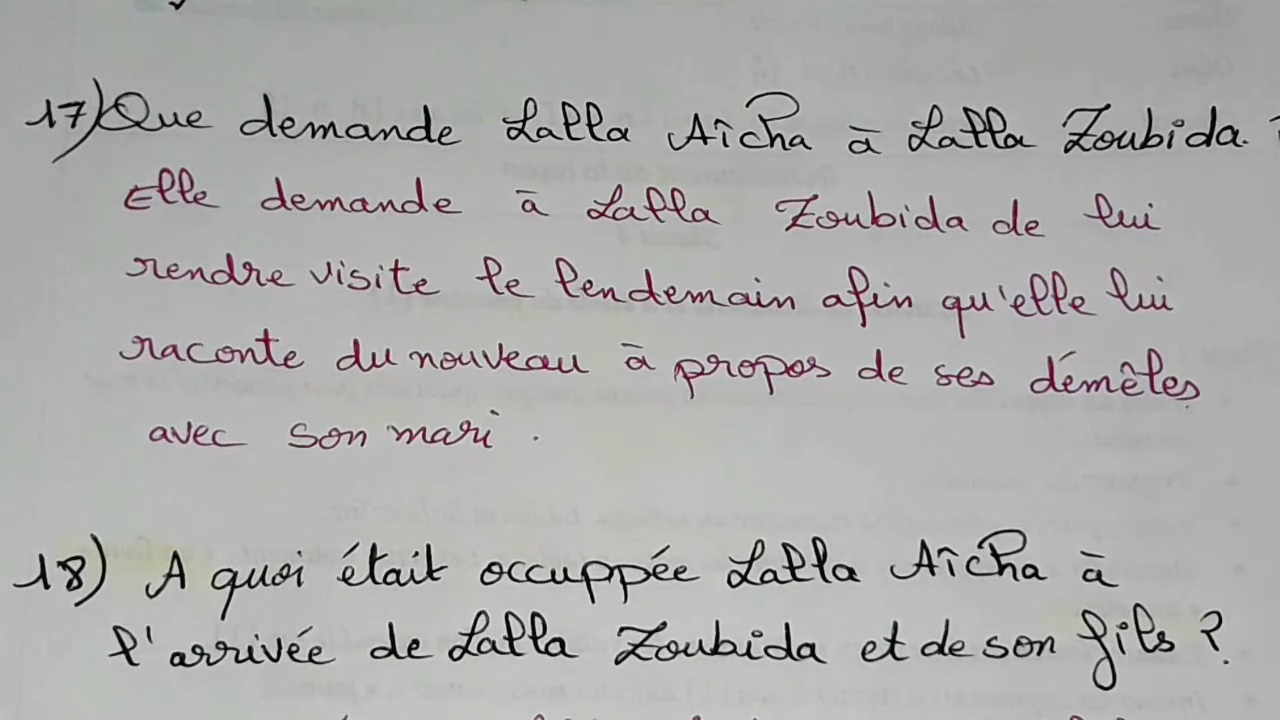 17) Que demande Lalla Aîcha à Lalla Zoubida. ?
Elle demande à Lalla Zoubida de lui
rendre visite le lendemain afin qu'elle lui
raconte du nouveau à propos de ses démêles
avec son mari.
18) A quoi était occuppée Lalla Aîcha à
l'arrivée de Lalla Zoubida et de son fils ?